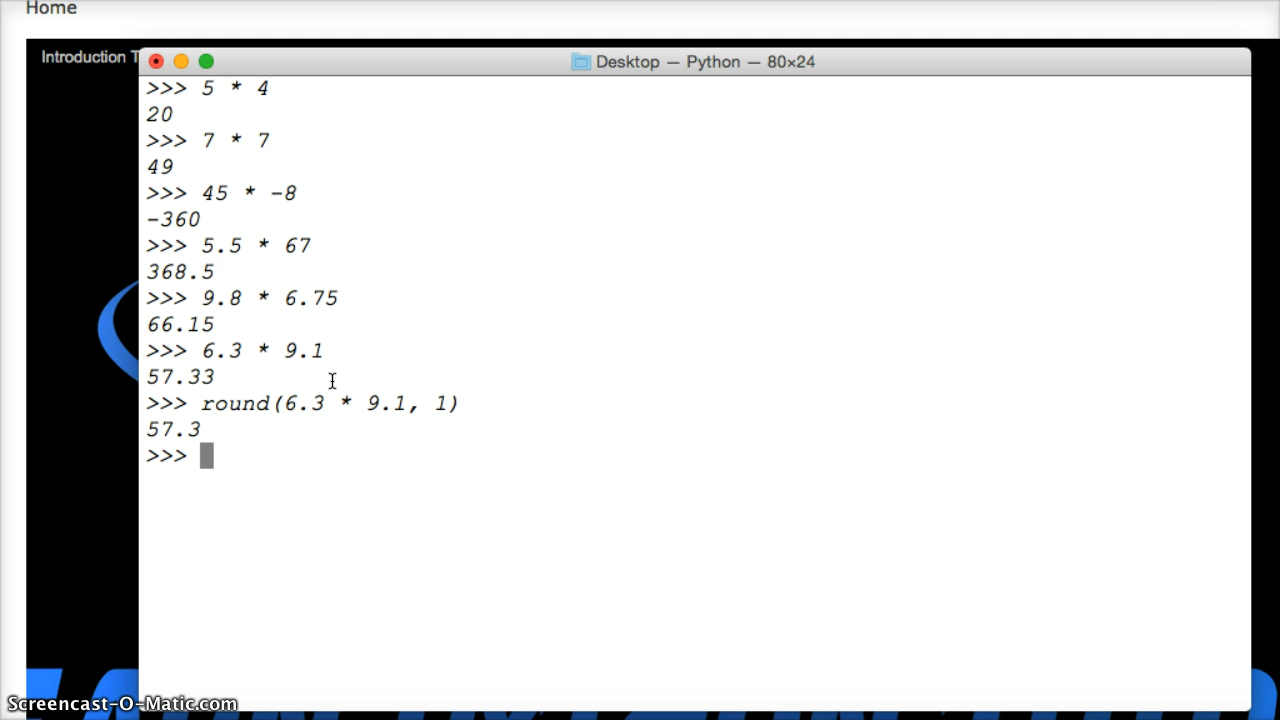 Home
Introduction T
Desktop — Python — 80×24
>>> 5 * 4
20
>>> 7 * 7
49
>>> 45 * -8
-360
>>> 5.5 * 67
368.5
>>> 9.8 * 6.75
66.15
>>> 6.3 * 9.1
57.33
>>> round(6.3 * 9.1, 1)
57.3
>>>
Screencast-O-Matic.com